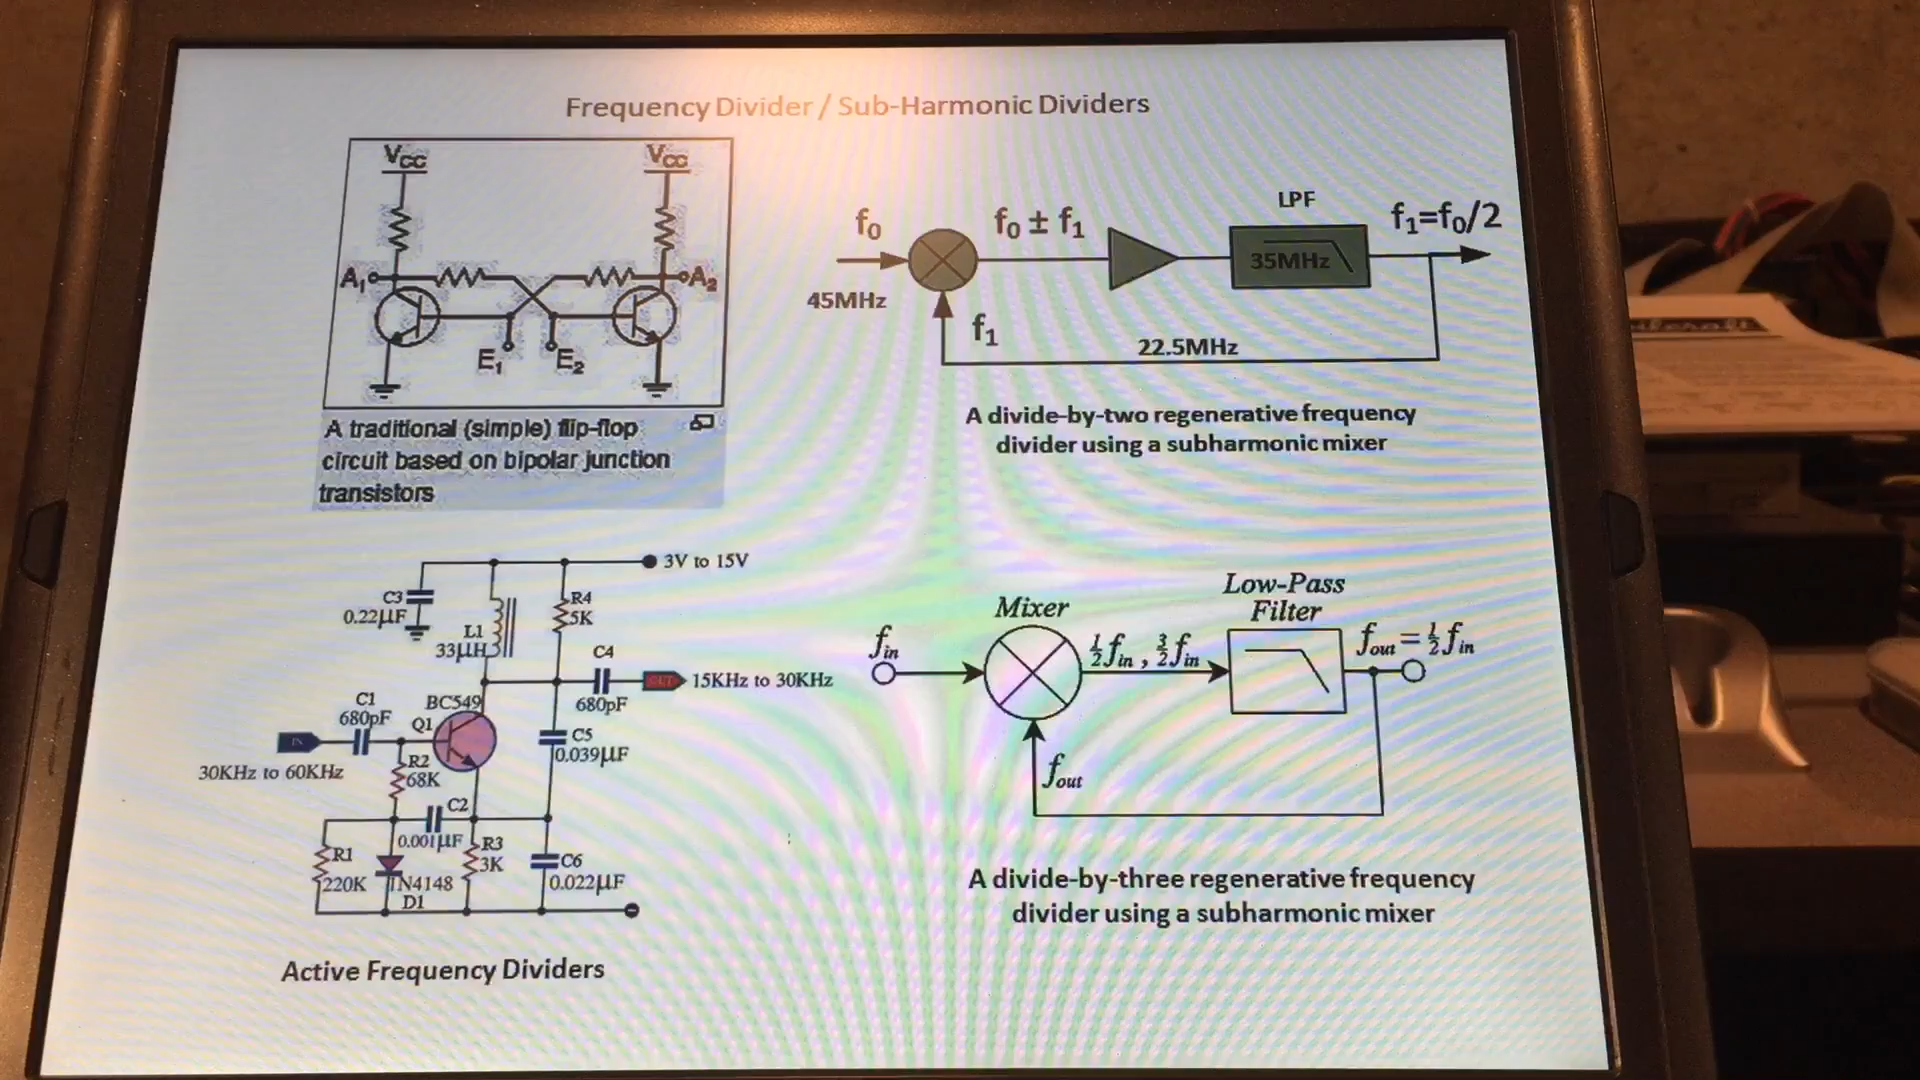 Frequency Divider / Sub-Harmonic Dividers
VCC
VCC
A1
A2
E1
E2
A traditional (simple) flip-flop
circuit based on bipolar junction
transistors
f0
45MHz
f0 ± f1
f1
LPF
35MHz
f1=f0/2
22.5MHz
A divide-by-two regenerative frequency
divider using a subharmonic mixer
3V to 15V
C3
0.22µF
L1
33µH
R4
5K
C4
680pF
OUT
15KHz to 30KHz
C1
680pF
BC549
Q1
IN
30KHz to 60KHz
R2
68K
C5
0.039µF
C2
0.001µF
R1
220K
1N4148
D1
R3
3K
C6
0.022µF
Active Frequency Dividers
fin
Mixer
½fin , 3/2fin
Low-Pass
Filter
fout = ½fin
fout
A divide-by-three regenerative frequency
divider using a subharmonic mixer